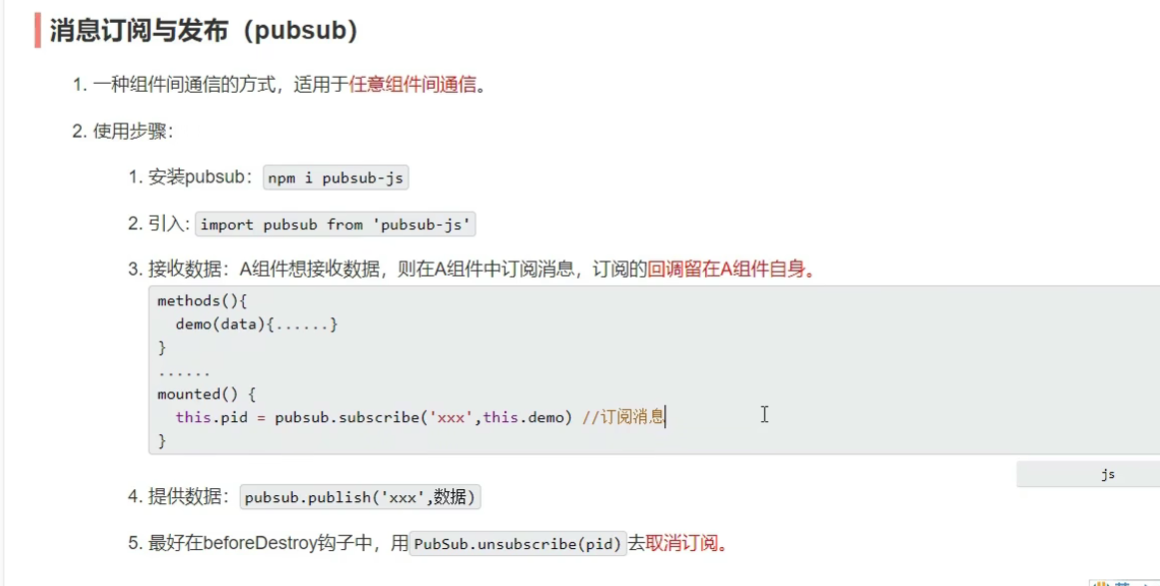 消息订阅与发布（pubsub）
1. 一种组件间通信的方式，适用于任意组件间通信。
2. 使用步骤：
1. 安装pubsub：npm i pubsub-js
2. 引入: import pubsub from 'pubsub-js'
3. 接收数据：A组件想接收数据，则在A组件中订阅消息，订阅的回调留在A组件自身。
methods(){
demo(data){......}
}
......
mounted() {
this.pid = pubsub.subscribe('xxx',this.demo) //订阅消息
}
js
4. 提供数据：pubsub.publish('xxx',数据)
5. 最好在beforeDestroy钩子中，用PubSub.unsubscribe(pid)去取消订阅。